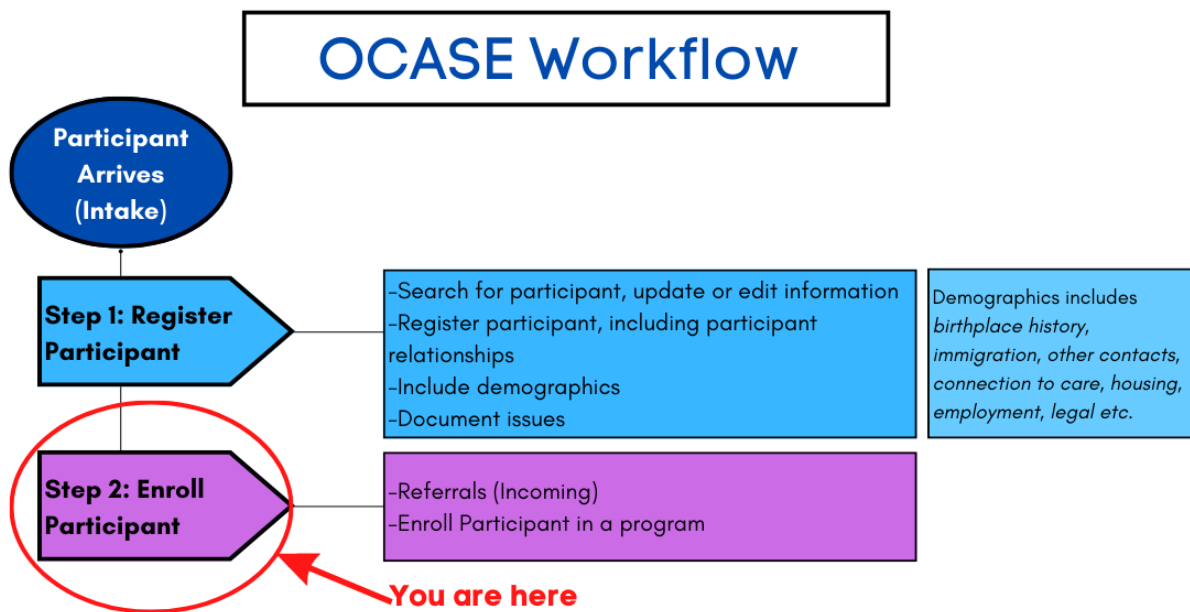 OCASE Workflow
Participant
Arrives
(Intake)
Step 1: Register
Participant
-Search for participant, update or edit information
-Register participant, including participant
relationships
-Include demographics
-Document issues
Demographics includes
birthplace history,
immigration, other contacts,
connection to care, housing,
employment, legal etc.
Step 2: Enroll
Participant
-Referrals (Incoming)
-Enroll Participant in a program
You are here